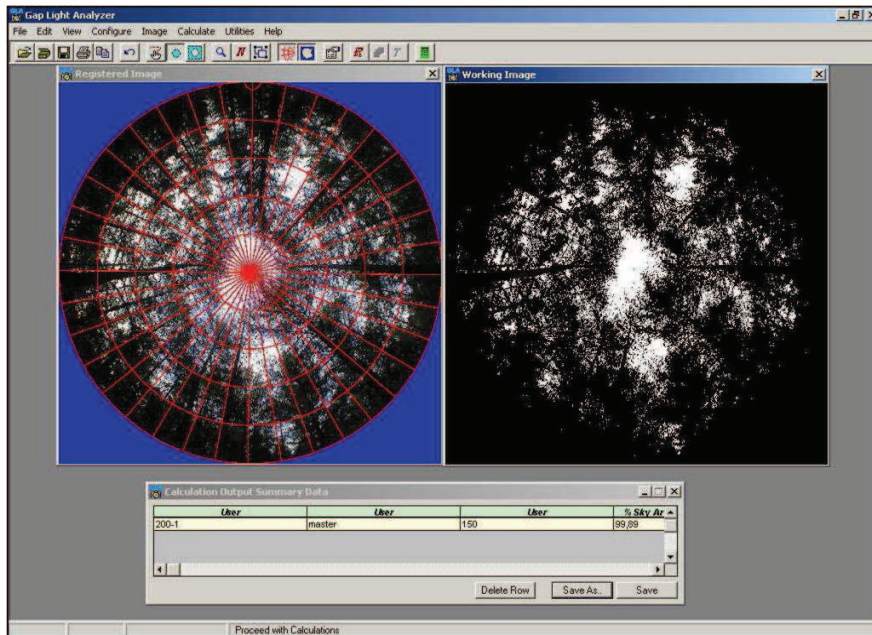 Gap Light Analyzer
File Edit View Configure Image Calculate Utilities Help
Registered Image
Working Image
Calculation Output Summary Data
User User User % Sky Ar
200-1 master 150 99,89
Delete Row Save As.. Save
Proceed with Calculations